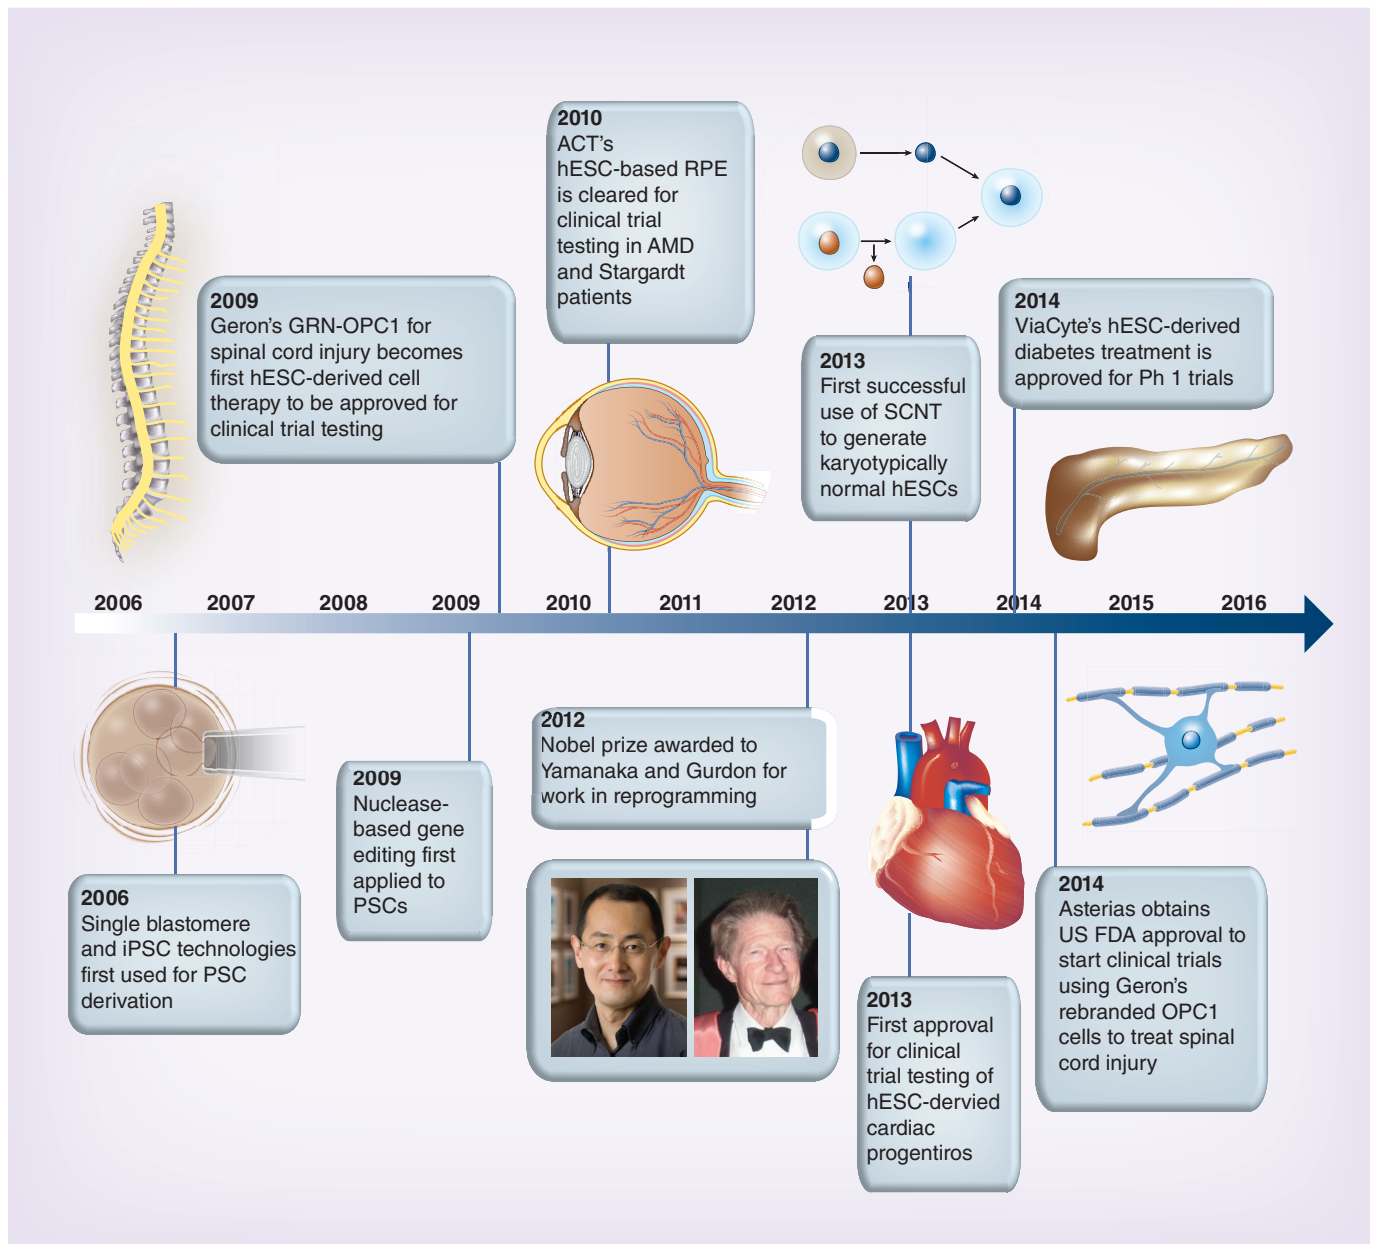 2010
ACT's
hESC-based RPE
is cleared for
clinical trial
testing in AMD
and Stargardt
patients
2009
Geron's GRN-OPC1 for
spinal cord injury becomes
first hESC-derived cell
therapy to be approved for
clinical trial testing
2013
First successful
use of SCNT
to generate
karyotypically
normal hESCs
2014
ViaCyte's hESC-derived
diabetes treatment is
approved for Ph 1 trials
2006 2007 2008 2009 2010 2011 2012 2013 2014 2015 2016
2006
Single blastomere
and iPSC technologies
first used for PSC
derivation
2009
Nuclease-
based gene
editing first
applied to
PSCs
2012
Nobel prize awarded to
Yamanaka and Gurdon for
work in reprogramming
2013
First approval
for clinical
trial testing of
hESC-dervied
cardiac
progentiros
2014
Asterias obtains
US FDA approval to
start clinical trials
using Geron's
rebranded OPC1
cells to treat spinal
cord injury